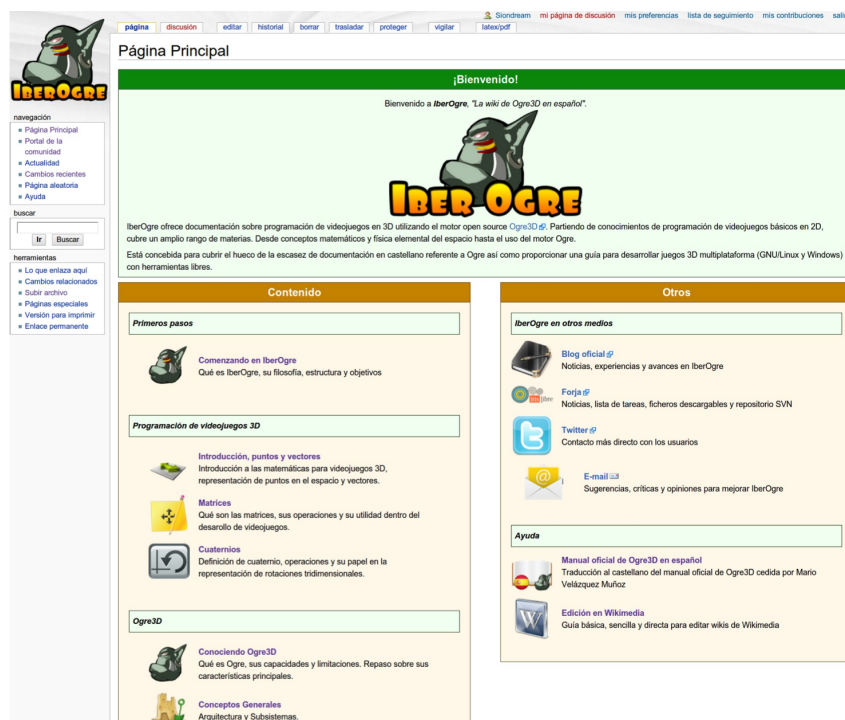 Siondream mi página de discusión mis preferencias lista de seguimiento mis contribuciones sali
página discusión editar historial borrar trasladar proteger vigilar latex/pdf
IBEROGRE
Página Principal
navegación
Página Principal
Portal de la
comunidad
Actualidad
Cambios recientes
Página aleatoria
Ayuda
buscar
Ir Buscar
herramientas
Lo que enlaza aquí
Cambios relacionados
Subir archivo
Páginas especiales
Versión para imprimir
Enlace permanente
¡Bienvenido!
Bienvenido a IberOgre, "La wiki de Ogre3D en español".
IBER OGRE
IberOgre ofrece documentación sobre programación de videojuegos en 3D utilizando el motor open source Ogre3D. Partiendo de conocimientos de programación de videojuegos básicos en 2D,
cubre un amplio rango de materias. Desde conceptos matemáticos y física elemental del espacio hasta el uso del motor Ogre.
Está concebida para cubrir el hueco de la escasez de documentación en castellano referente a Ogre así como proporcionar una guía para desarrollar juegos 3D multiplataforma (GNU/Linux y Windows)
con herramientas libres.
Contenido
Primeros pasos
Comenzando en IberOgre
Qué es IberOgre, su filosofía, estructura y objetivos
Programación de videojuegos 3D
Introducción, puntos y vectores
Introducción a las matemáticas para videojuegos 3D,
representación de puntos en el espacio y vectores.
Matrices
Qué son las matrices, sus operaciones y su utilidad dentro del
desarollo de videojuegos.
Cuaternios
Definición de cuaternio, operaciones y su papel en la
representación de rotaciones tridimensionales.
Ogre3D
Conociendo Ogre3D
Qué es Ogre, sus capacidades y limitaciones. Repaso sobre sus
características principales.
Conceptos Generales
Arquitectura y Subsistemas.
Otros
IberOgre en otros medios
Blog oficial
Noticias, experiencias y avances en IberOgre
Forja
Noticias, lista de tareas, ficheros descargables y repositorio SVN
Twitter
Contacto más directo con los usuarios
E-mail
Sugerencias, críticas y opiniones para mejorar IberOgre
Ayuda
Manual oficial de Ogre3D en español
Traducción al castellano del manual oficial de Ogre3D cedida por Mario
Velázquez Muñoz
Edición en Wikimedia
Guía básica, sencilla y directa para editar wikis de Wikimedia